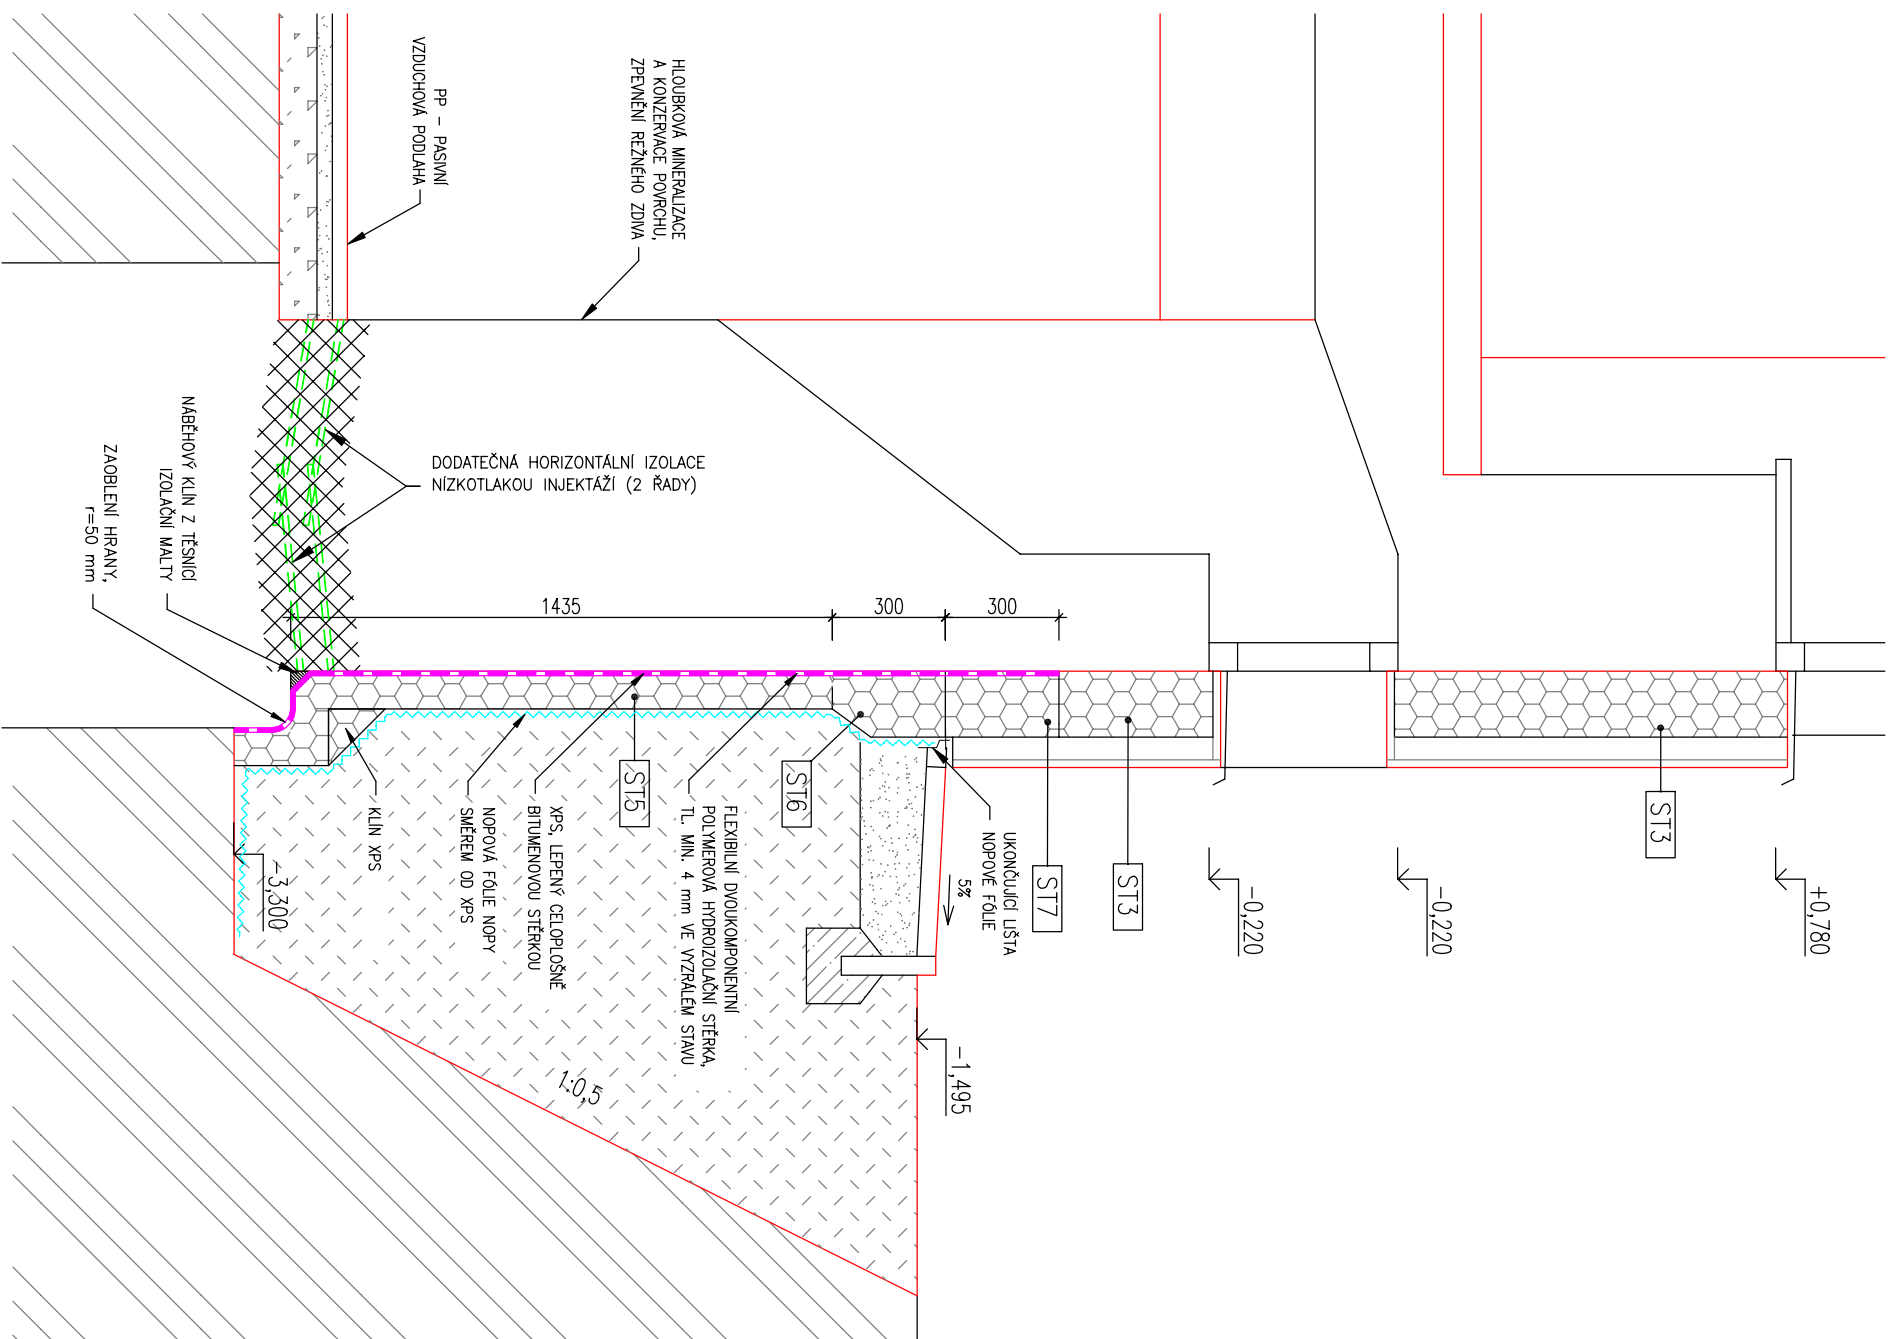 HLOUBKOVÁ MINERALIZACE
A KONZERVACE POVRCHU,
ZPEVNĚNÍ REŽNÉHO ZDIVA
PP - PASIVNÍ
VZDUCHOVÁ PODLAHA
DODATEČNÁ HORIZONTÁLNÍ IZOLACE
NÍZKOTLAKOU INJEKTÁŽÍ (2 ŘADY)
NÁBĚHOVÝ KLÍN Z TĚSNÍCÍ
IZOLAČNÍ MALTY
ZAOBLENÍ HRANY,
r=50 mm
1435
300
300
ST3
ST3
ST7
ST6
ST5
UKONČUJÍCÍ LIŠTA
NOPOVÉ FÓLIE
5%
FLEXIBILNÍ DVOUKOMPONENTNÍ
POLYMEROVÁ HYDROIZOLAČNÍ STĚRKA,
TL. MIN. 4 mm VE VYZRÁLÉM STAVU
XPS, LEPENÝ CELOPLOŠNĚ
BITUMENOVOU STĚRKOU
NOPOVÁ FÓLIE NOPY
SMĚREM OD XPS
KLÍN XPS
+0,780
-0,220
-0,220
-1,495
-3,300
1:0,5